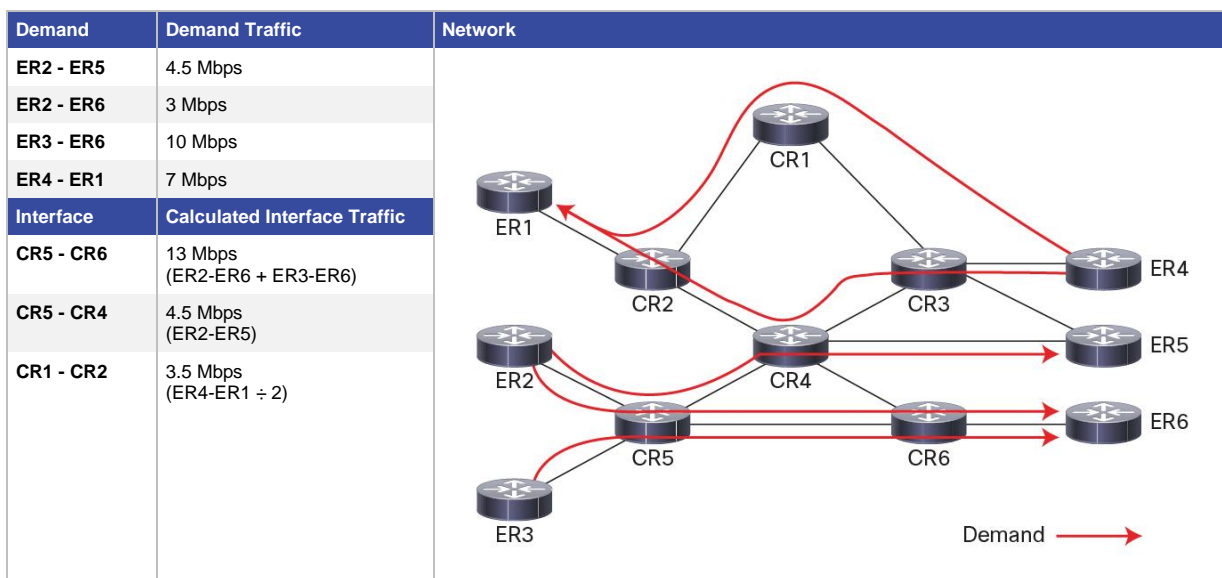 Demand Demand Traffic Network
ER2 - ER5 4.5 Mbps
ER2 - ER6 3 Mbps
ER3 - ER6 10 Mbps
ER4 - ER1 7 Mbps
Interface Calculated Interface Traffic
CR5 - CR6 13 Mbps
(ER2-ER6 + ER3-ER6)
CR5 - CR4 4.5 Mbps
(ER2-ER5)
CR1 - CR2 3.5 Mbps
(ER4-ER1 ÷ 2)
CR1
ER1
CR2
CR3
ER4
ER2
CR4
ER5
CR5
CR6
ER6
ER3
Demand